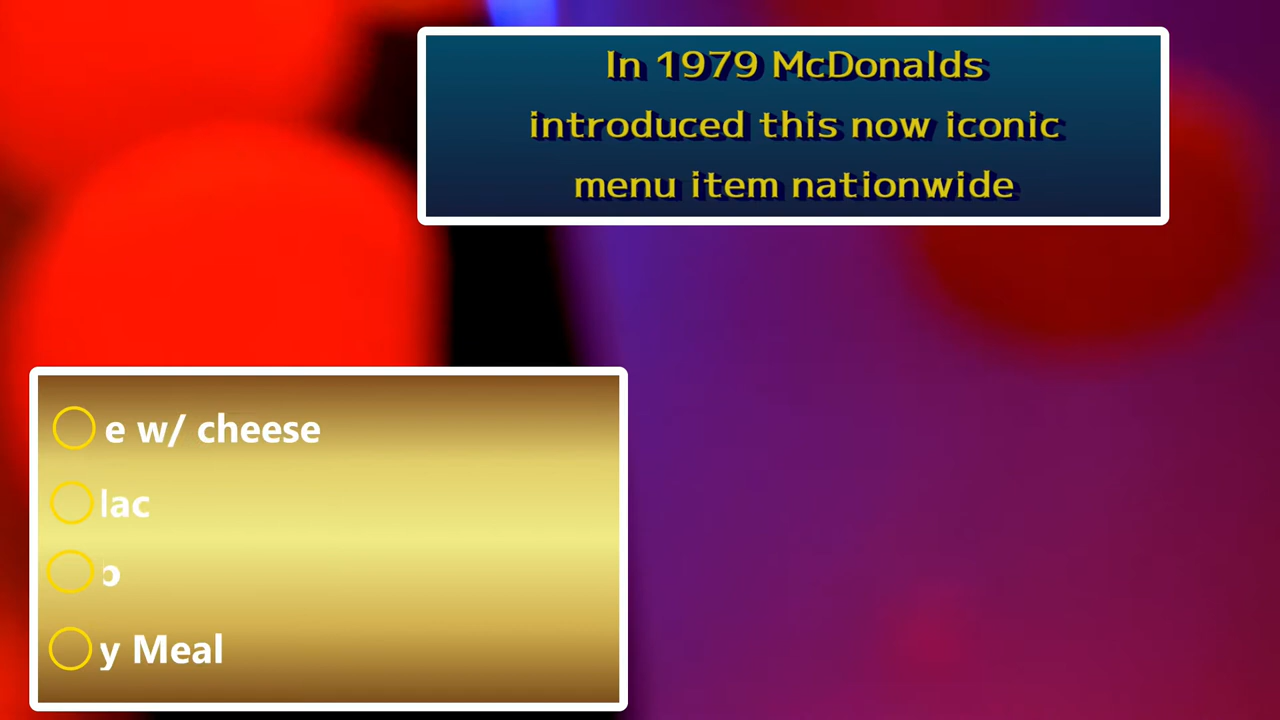 In 1979 McDonalds
introduced this now iconic
menu item nationwide
e w/ cheese
lac
b
y Meal